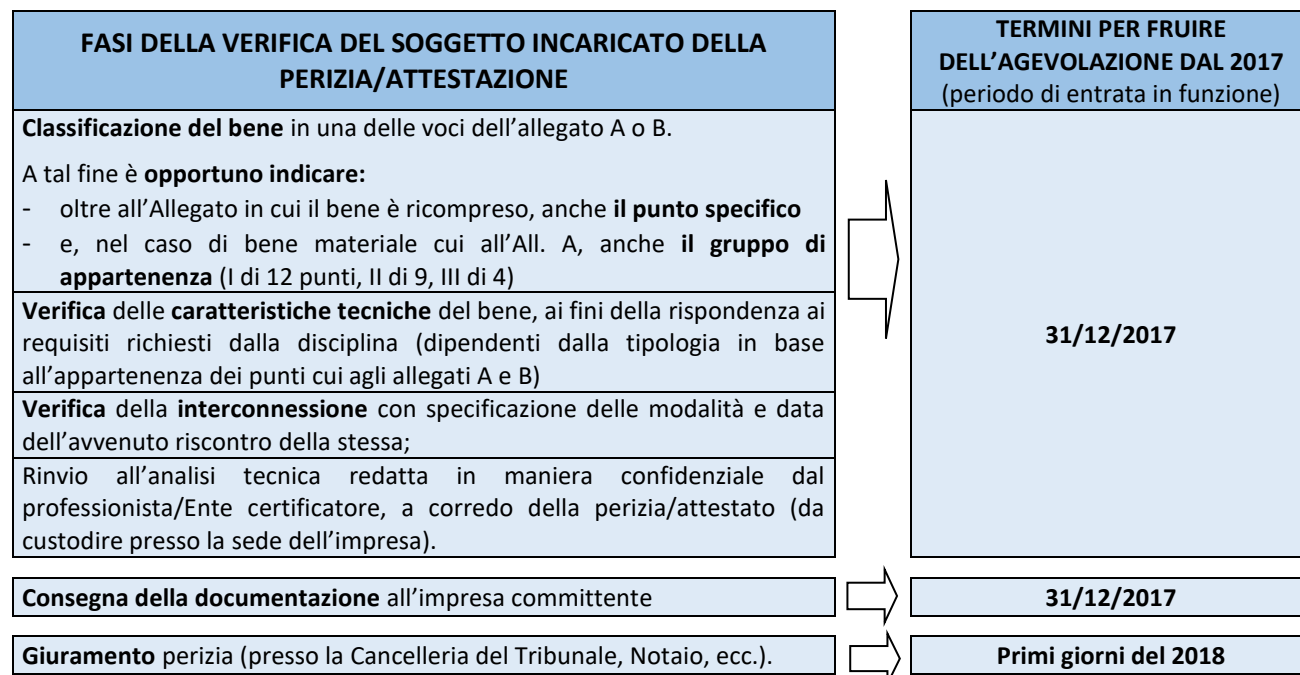 FASI DELLA VERIFICA DEL SOGGETTO INCARICATO DELLA
PERIZIA/ATTESTAZIONE
TERMINI PER FRUIRE
DELL’AGEVOLAZIONE DAL 2017
(periodo di entrata in funzione)
Classificazione del bene in una delle voci dell’allegato A o B.
A tal fine è opportuno indicare:
- oltre all’Allegato in cui il bene è ricompreso, anche il punto specifico
- e, nel caso di bene materiale cui all’All. A, anche il gruppo di
appartenenza (I di 12 punti, II di 9, III di 4)
Verifica delle caratteristiche tecniche del bene, ai fini della rispondenza ai
requisiti richiesti dalla disciplina (dipendenti dalla tipologia in base
all’appartenenza dei punti cui agli allegati A e B)
Verifica della interconnessione con specificazione delle modalità e data
dell’avvenuto riscontro della stessa;
Rinvio all’analisi tecnica redatta in maniera confidenziale dal
professionista/Ente certificatore, a corredo della perizia/attestato (da
custodire presso la sede dell’impresa).
31/12/2017
Consegna della documentazione all’impresa committente
31/12/2017
Giuramento perizia (presso la Cancelleria del Tribunale, Notaio, ecc.).
Primi giorni del 2018